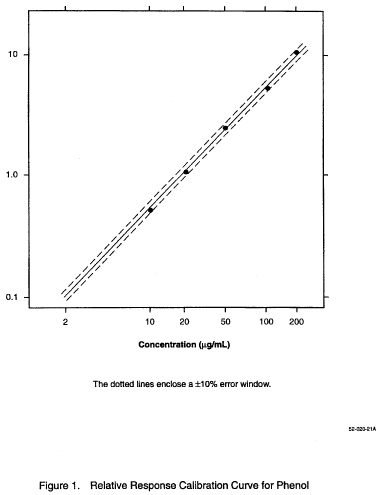 10
1.0
0.1
2 10 20 50 100 200
Concentration (µg/mL)
The dotted lines enclose a ±10% error window.
52-020-21A
Figure 1. Relative Response Calibration Curve for Phenol